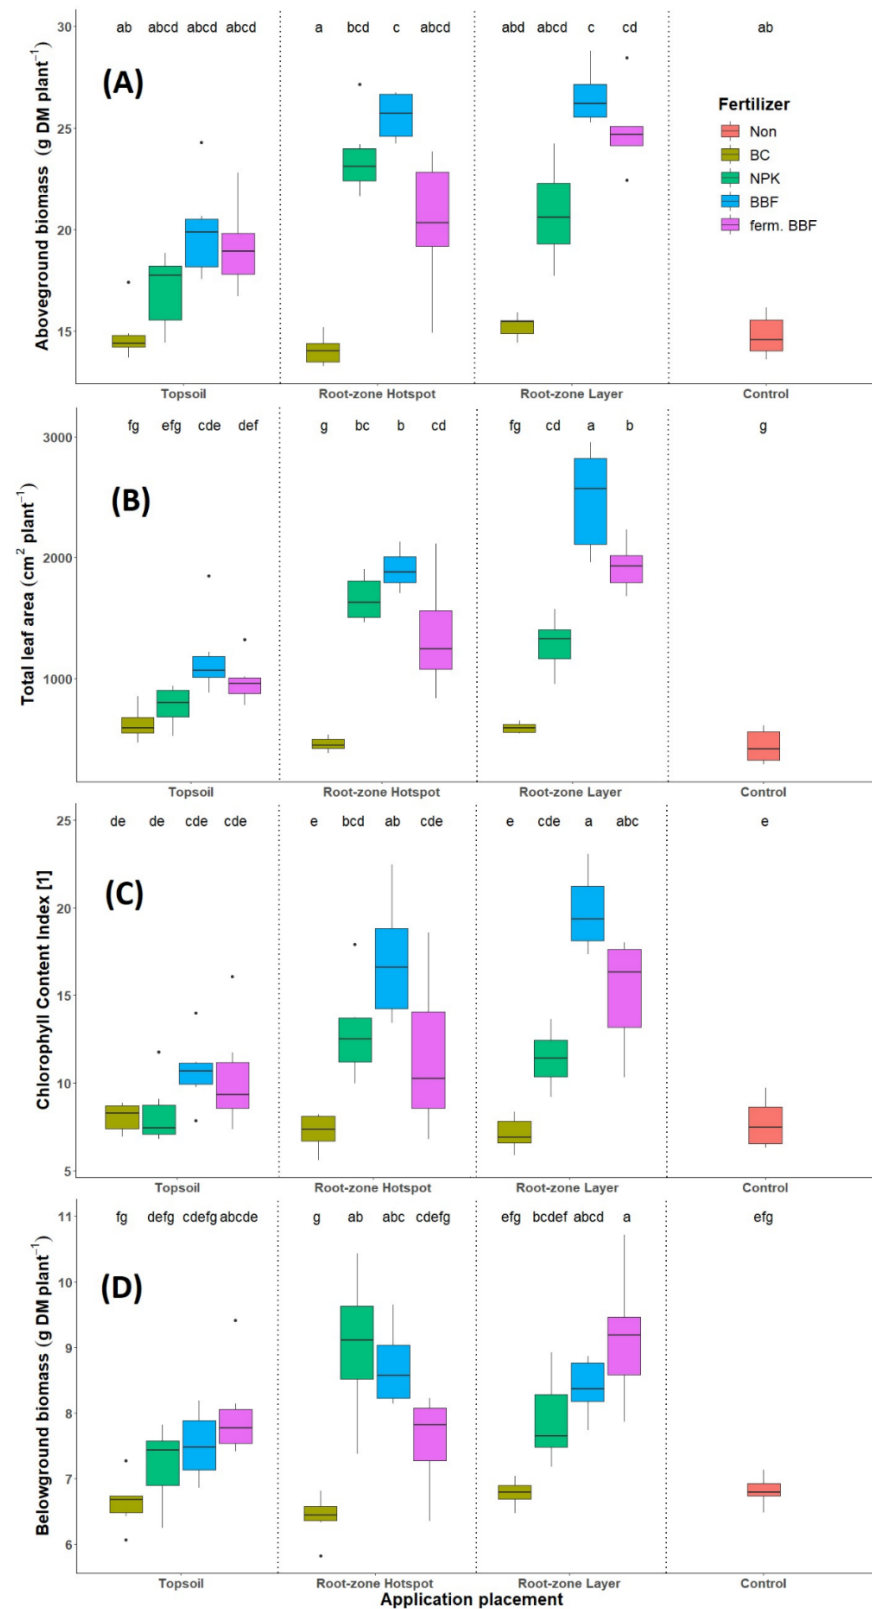 30
ab abcd abcd abcd a bcd c abcd abd abcd c cd ab
(A)
Fertilizer
Non
BC
NPK
BBF
ferm. BBF
25
20
15
Aboveground biomass (g DM plant⁻¹)
Topsoil Root-zone Hotspot Root-zone Layer Control
fg efg cde def g bc b cd fg cd a b g
3000
(B)
2000
1000
Total leaf area (cm² plant⁻¹)
Topsoil Root-zone Hotspot Root-zone Layer Control
25
de de cde cde e bcd ab cde e cde a abc e
(C)
20
15
10
5
Chlorophyll Content Index [1]
Topsoil Root-zone Hotspot Root-zone Layer Control
11
fg defg cdefg abcde g ab abc cdefg efg bcdef abcd a efg
(D)
10
9
8
7
6
Belowground biomass (g DM plant⁻¹)
Topsoil Root-zone Hotspot Root-zone Layer Control
Application placement